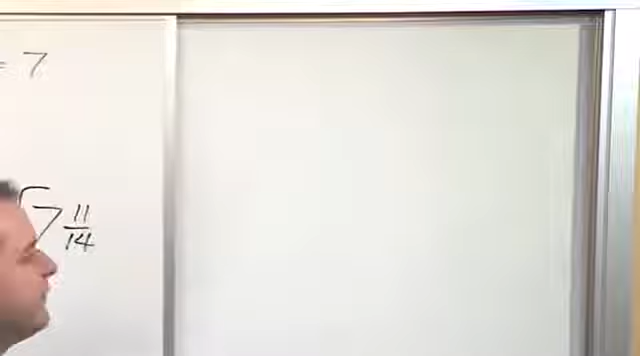 = 7
7 11/14